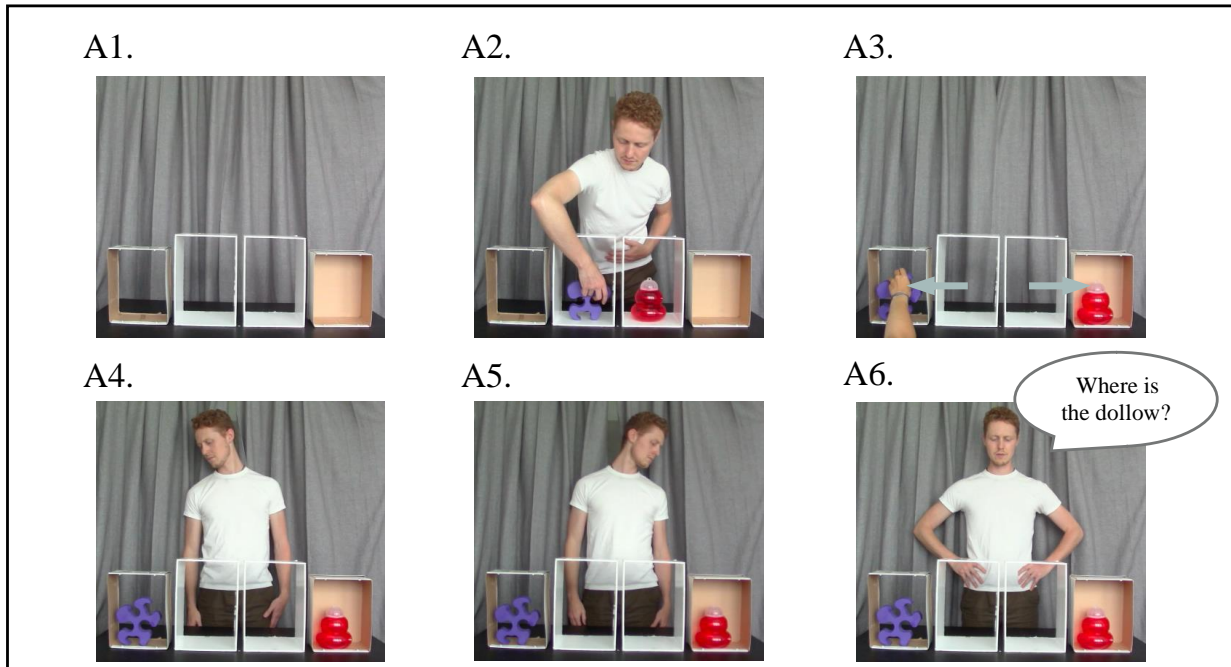 A1.
A2.
A3.
A4.
A5.
A6.
Where is
the dollow?